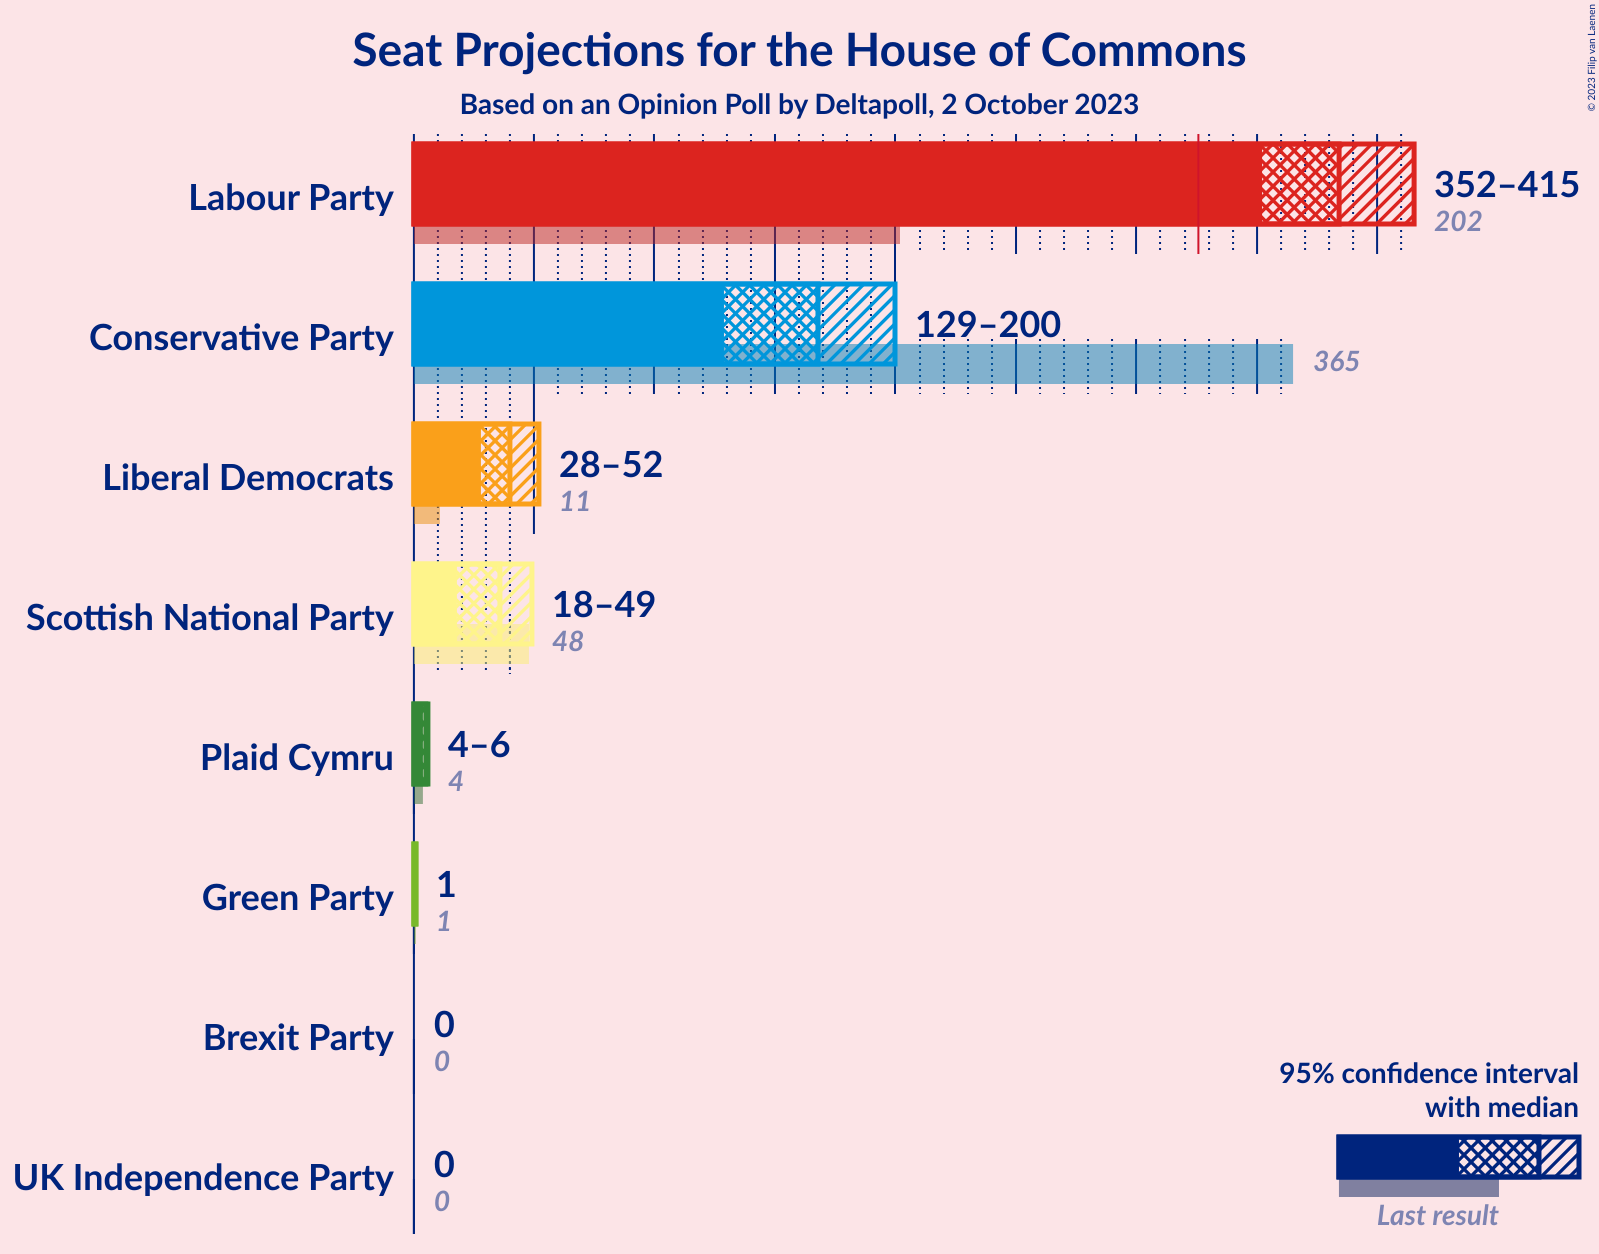 Seat Projections for the House of Commons
Based on an Opinion Poll by Deltapoll, 2 October 2023
© 2023 Filip van Laenen
Labour Party
352–415
202
Conservative Party
129–200
365
Liberal Democrats
28–52
11
Scottish National Party
18–49
48
Plaid Cymru
4–6
4
Green Party
1
1
Brexit Party
0
0
UK Independence Party
0
0
95% confidence interval
with median
Last result